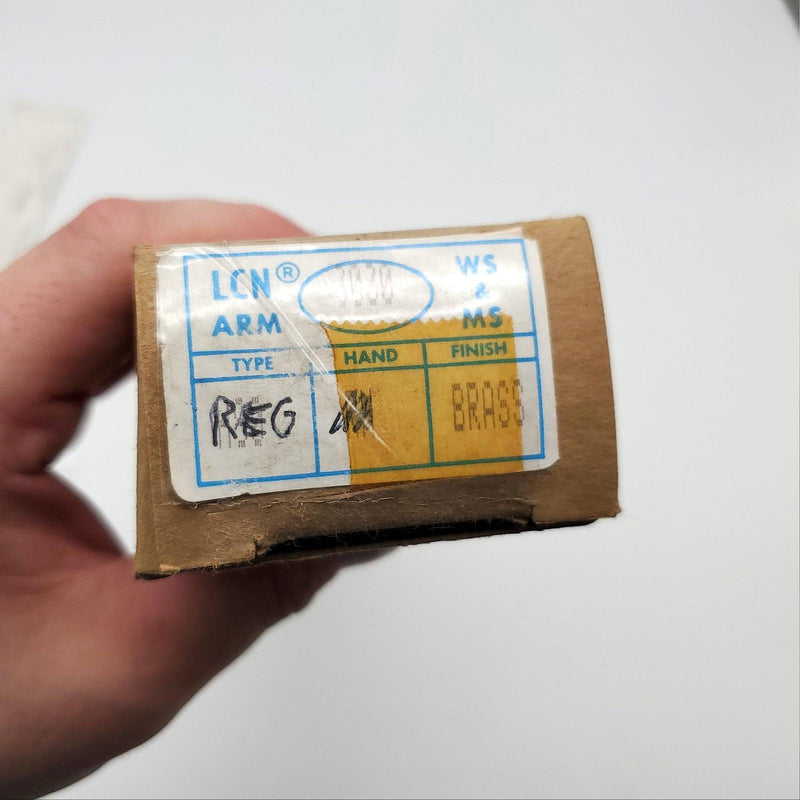 LCN® 3020 WS
ARM &
MS
TYPE HAND FINISH
REG BRASS